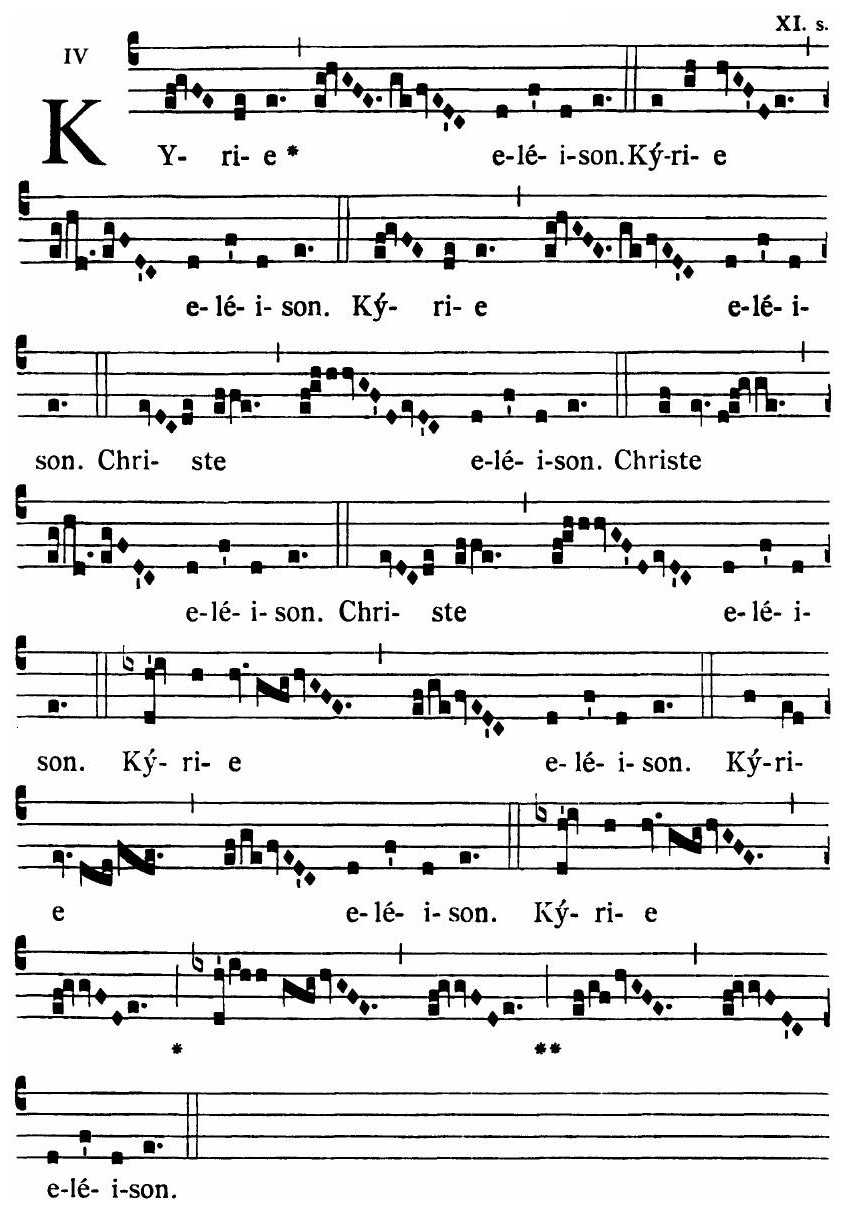 XI. s.
IV
KY- ri- e * e-lé- i-son. Ký-ri- e
e- lé- i- son. Ký- ri- e e-lé- i-
son. Chri- ste e-lé- i-son. Christe
e-lé- i- son. Chri- ste e- lé- i-
son. Ký- ri- e e- lé- i- son. Ký-ri-
e e-lé- i- son. Ký- ri- e
* **
e-lé- i-son.